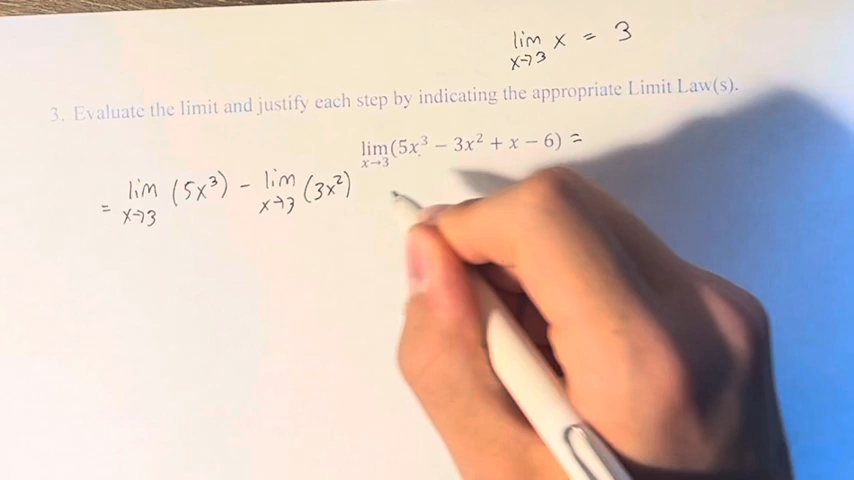 lim x = 3
x→3
3. Evaluate the limit and justify each step by indicating the appropriate Limit Law(s).
lim(5x³ − 3x² + x − 6) =
x→3
= lim (5x³) − lim (3x²)
x→3 x→3